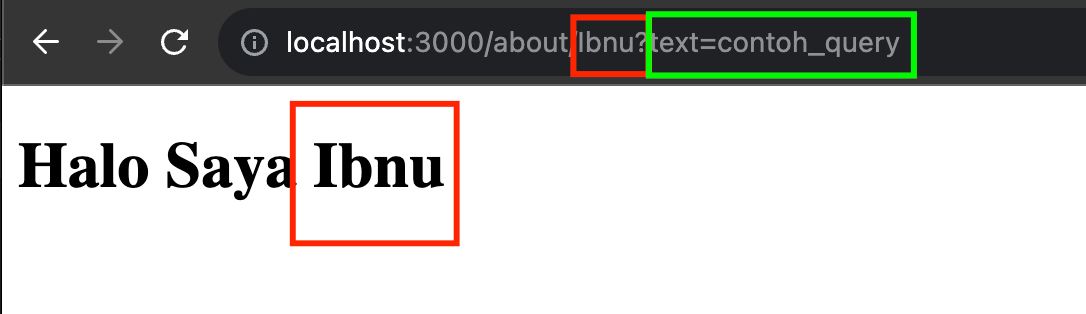 localhost:3000/about/Ibnu?text=contoh_query
Halo Saya Ibnu